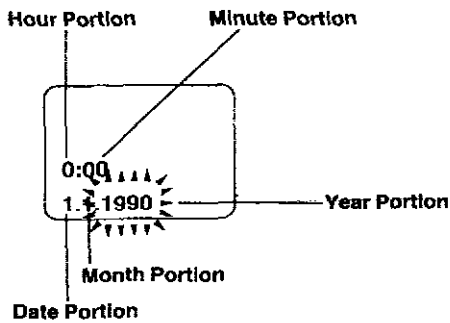 Hour Portion Minute Portion
0:00
1. 1.1990
Year Portion
Month Portion
Date Portion